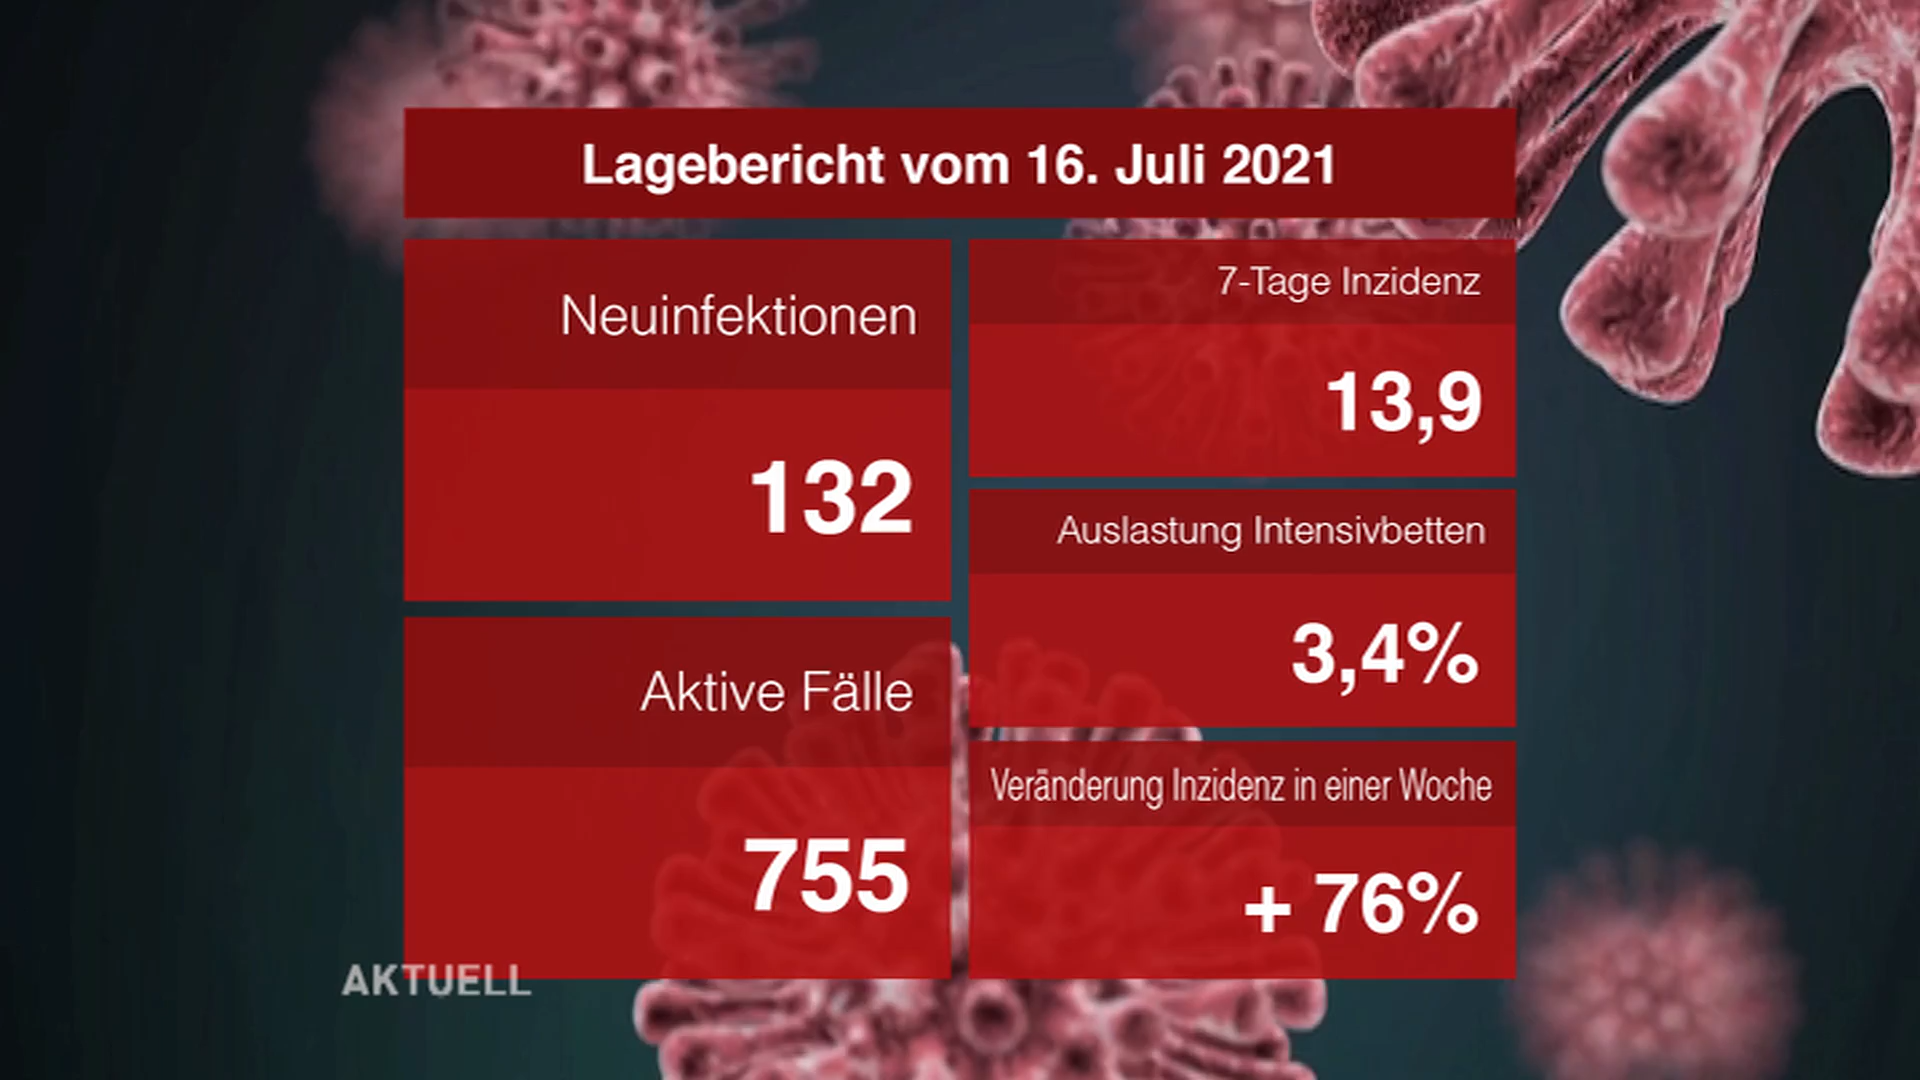 Lagebericht vom 16. Juli 2021
Neuinfektionen
132
Aktive Fälle
755
7-Tage Inzidenz
13,9
Auslastung Intensivbetten
3,4%
Veränderung Inzidenz in einer Woche
+ 76%
AKTUELL